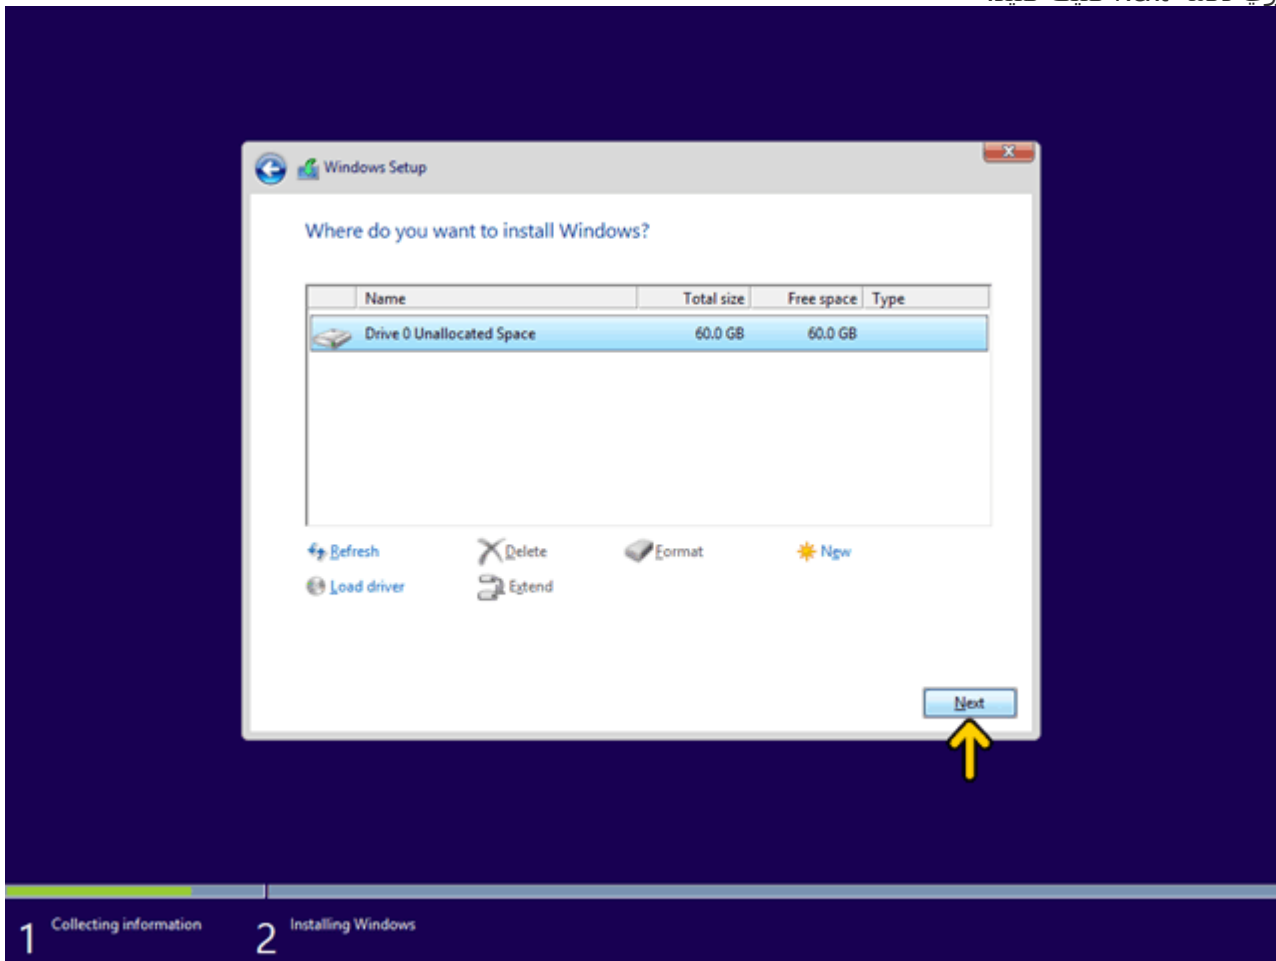 Next
Windows Setup
Where do you want to install Windows?
Name Total size Free space Type
Drive 0 Unallocated Space 60.0 GB 60.0 GB
Refresh Delete Format New
Load driver Extend
Next
1 Collecting information 2 Installing Windows